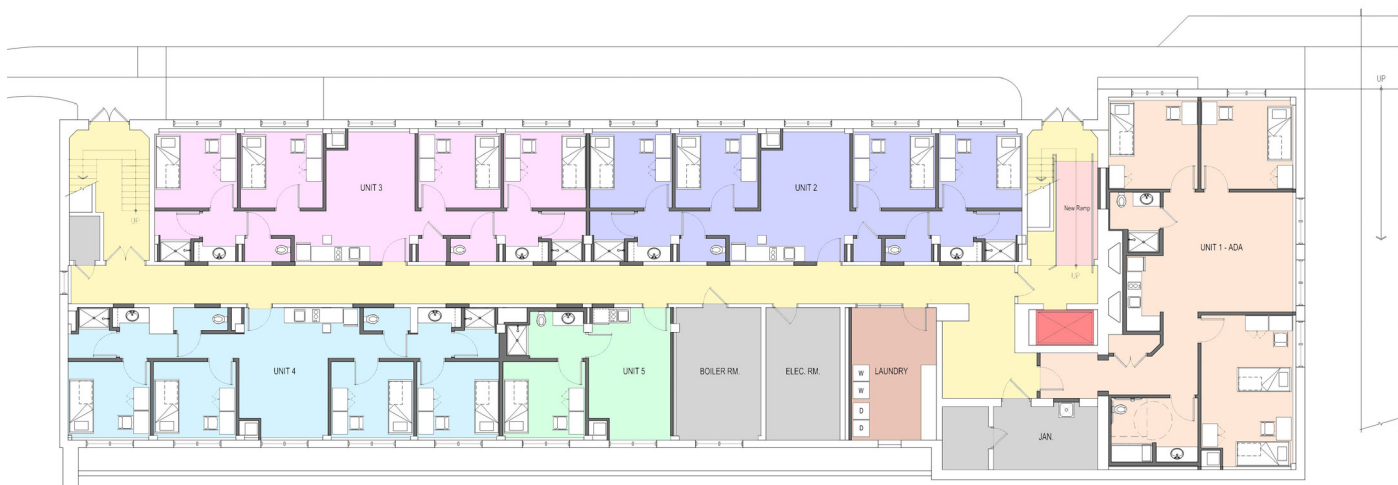 UP
UNIT 3
UNIT 2
New Ramp
UP
UNIT 1 - ADA
UP
UNIT 4
UNIT 5
BOILER RM.
ELEC. RM.
LAUNDRY
W
W
D
D
JAN.